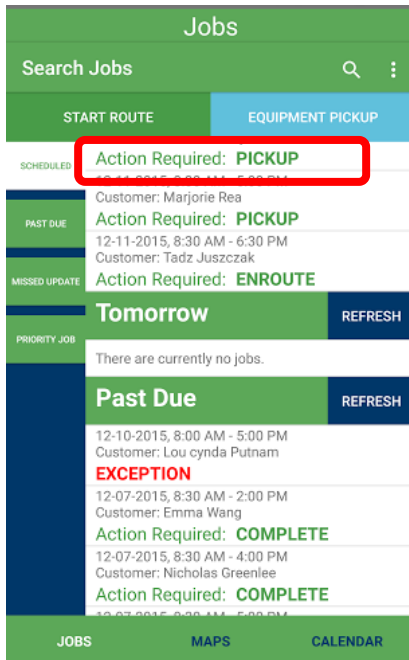 Jobs
Search Jobs
START ROUTE
EQUIPMENT PICKUP
SCHEDULED
Action Required: PICKUP
Customer: Marjorie Rea
PAST DUE
Action Required: PICKUP
12-11-2015, 8:30 AM - 6:30 PM
Customer: Tadz Juszczak
MISSED UPDATE
Action Required: ENROUTE
Tomorrow
REFRESH
PRIORITY JOB
There are currently no jobs.
Past Due
REFRESH
12-10-2015, 8:00 AM - 5:00 PM
Customer: Lou cynda Putnam
EXCEPTION
12-07-2015, 8:30 AM - 2:00 PM
Customer: Emma Wang
Action Required: COMPLETE
12-07-2015, 8:30 AM - 4:00 PM
Customer: Nicholas Greenlee
Action Required: COMPLETE
JOBS
MAPS
CALENDAR